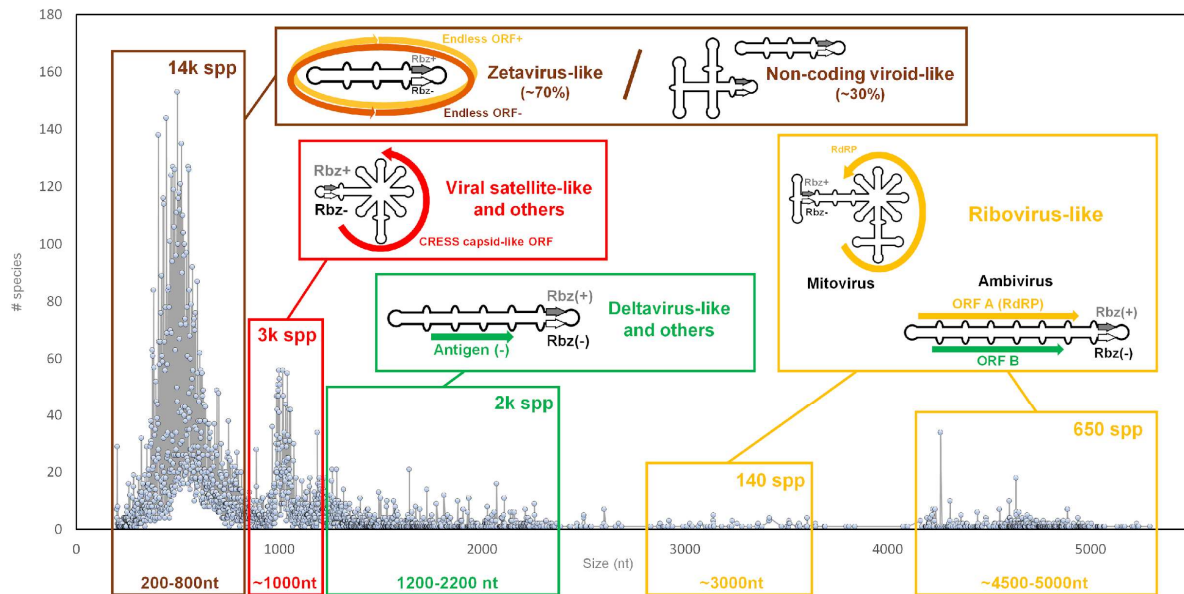 180
160
140
120
100
80
60
40
20
0
# species
0
1000
2000
3000
4000
5000
Size (nt)
14k spp
200-800nt
Endless ORF+
Rbz+
Rbz-
Endless ORF-
Zetavirus-like
(~70%)
/
Non-coding viroid-like
(~30%)
3k spp
~1000nt
Rbz+
Rbz-
Viral satellite-like
and others
CRESS capsid-like ORF
2k spp
1200-2200 nt
Rbz(+)
Rbz(-)
Antigen (-)
Deltavirus-like
and others
RdRP
Rbz+
Rbz-
Mitovirus
Ribovirus-like
Ambivirus
ORF A (RdRP)
Rbz(+)
Rbz(-)
ORF B
140 spp
~3000nt
650 spp
~4500-5000nt